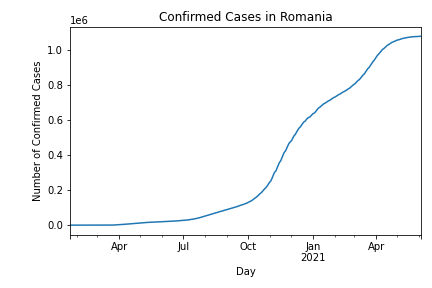 Confirmed Cases in Romania
1e6
1.0
0.8
0.6
0.4
0.2
0.0
Number of Confirmed Cases
Apr Jul Oct Jan Apr
2021
Day